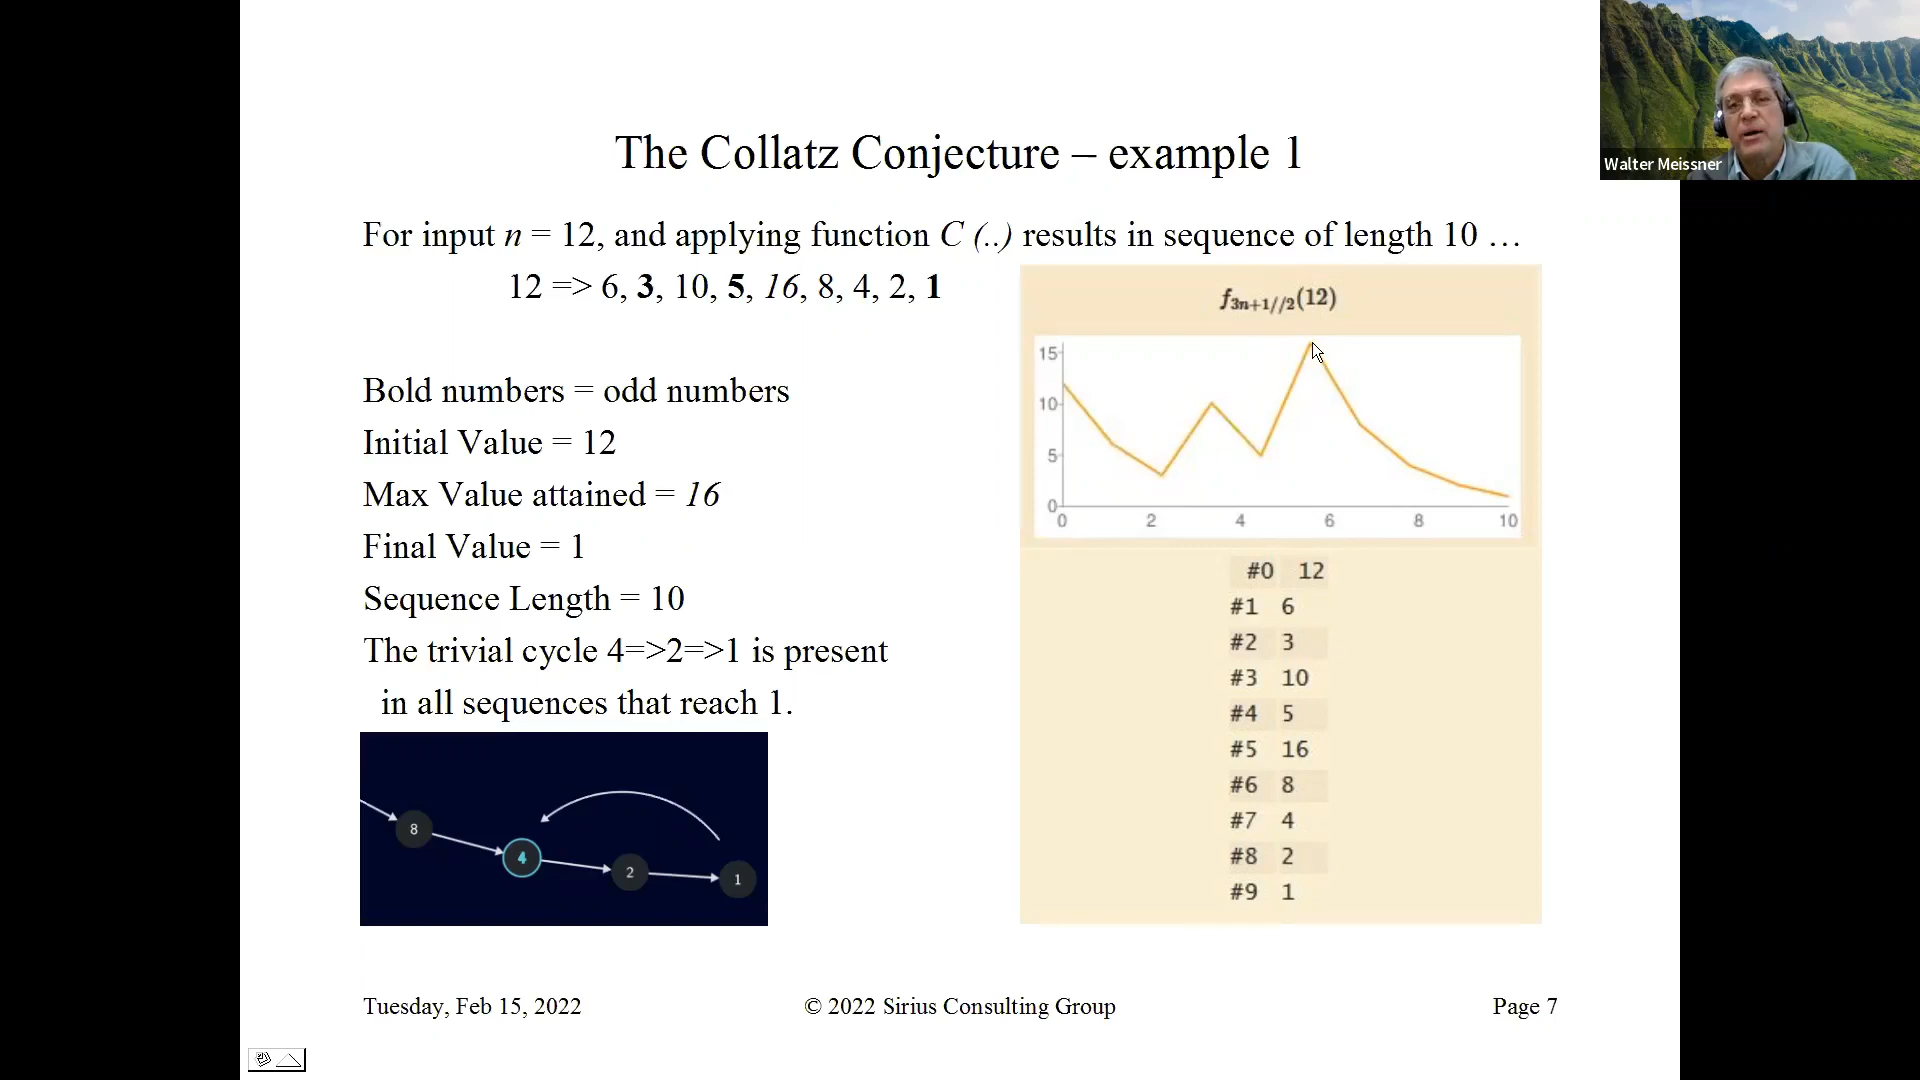 The Collatz Conjecture – example 1
Walter Meissner
For input n = 12, and applying function C (..) results in sequence of length 10 …
12 => 6, 3, 10, 5, 16, 8, 4, 2, 1
Bold numbers = odd numbers
Initial Value = 12
Max Value attained = 16
Final Value = 1
Sequence Length = 10
The trivial cycle 4=>2=>1 is present
in all sequences that reach 1.
8
4
2
1
f3n+1//2(12)
15
10
5
0
0 2 4 6 8 10
#0 12
#1 6
#2 3
#3 10
#4 5
#5 16
#6 8
#7 4
#8 2
#9 1
Tuesday, Feb 15, 2022
© 2022 Sirius Consulting Group
Page 7